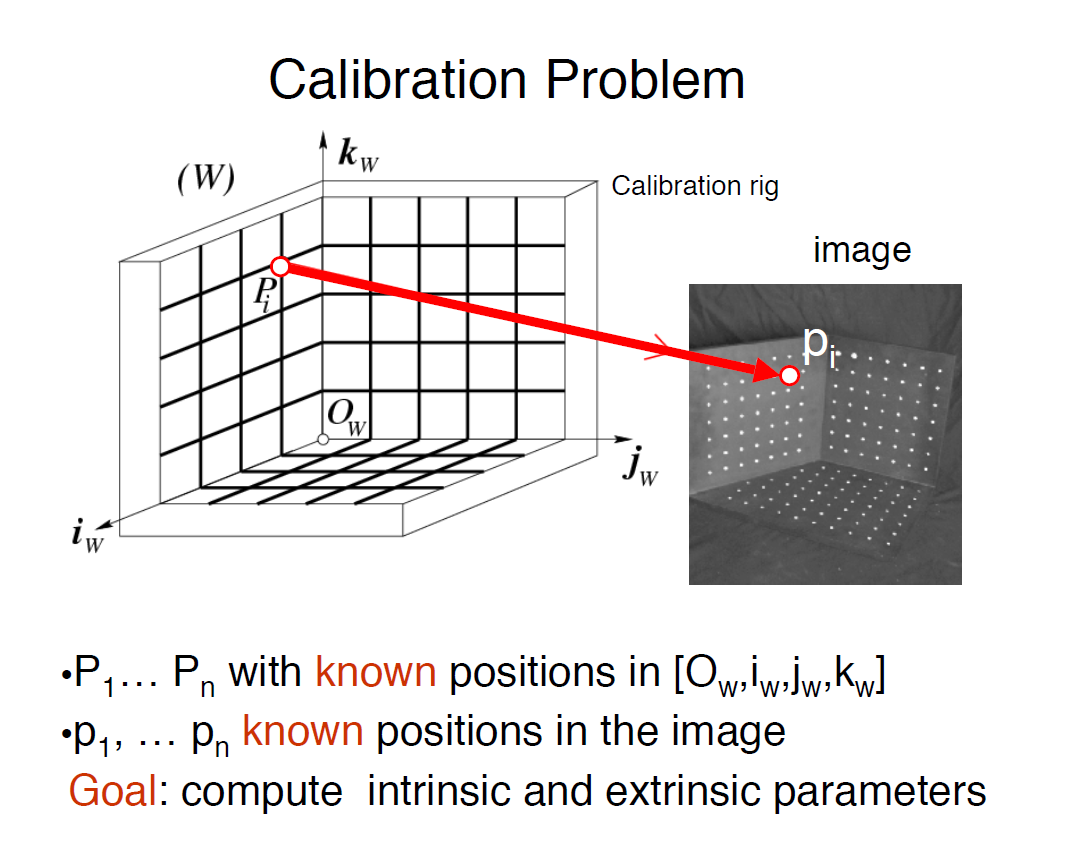 Calibration Problem
(W)
k_W
Calibration rig
image
P_i
p_i
O_W
j_W
i_W
•P_1… P_n with known positions in [O_w,i_w,j_w,k_w]
•p_1, … p_n known positions in the image
Goal: compute intrinsic and extrinsic parameters